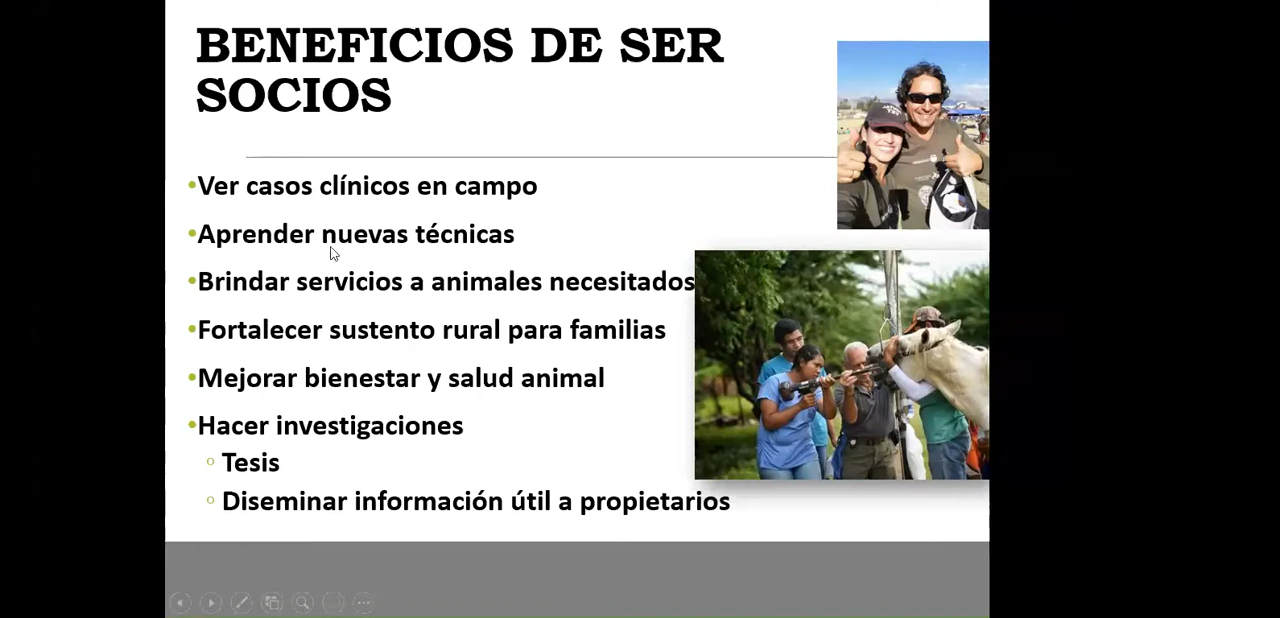 BENEFICIOS DE SER
SOCIOS
•Ver casos clínicos en campo
•Aprender nuevas técnicas
•Brindar servicios a animales necesitados
•Fortalecer sustento rural para familias
•Mejorar bienestar y salud animal
•Hacer investigaciones
◦ Tesis
◦ Diseminar información útil a propietarios